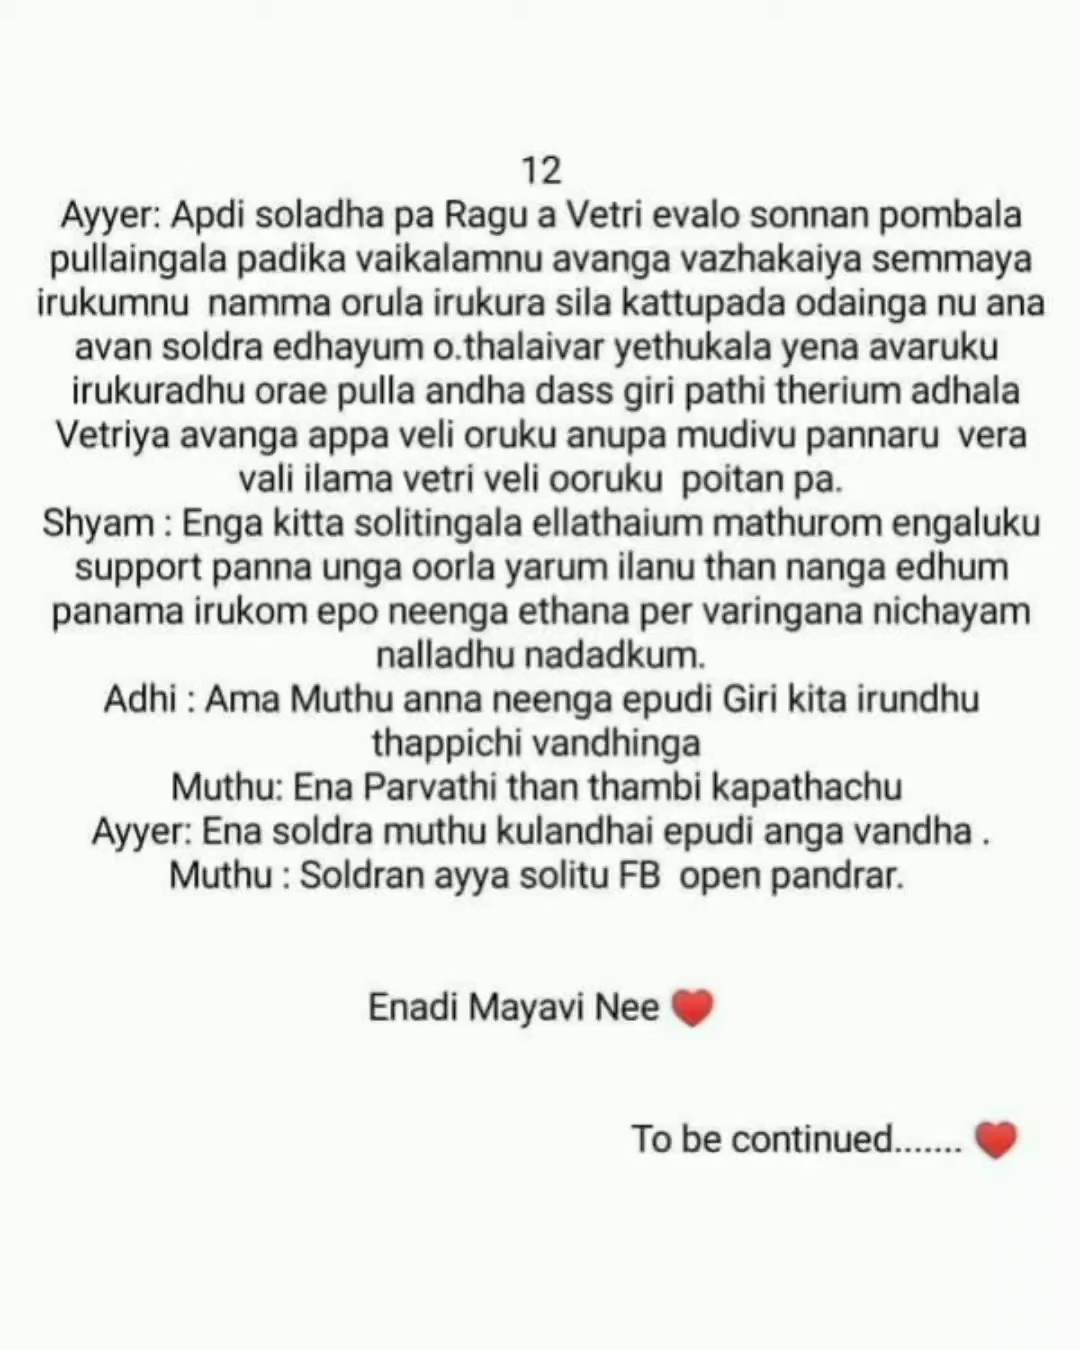 12
Ayyer: Apdi soladha pa Ragu a Vetri evalo sonnan pombala
pullaingala padika vaikalamnu avanga vazhakaiya semmaya
irukumnu  namma orula irukura sila kattupada odainga nu ana
avan soldra edhayum o.thalaivar yethukala yena avaruku
irukuradhu orae pulla andha dass giri pathi therium adhala
Vetriya avanga appa veli oruku anupa mudivu pannaru  vera
vali ilama vetri veli ooruku  poitan pa.
Shyam : Enga kitta solitingala ellathaium mathurom engaluku
support panna unga oorla yarum ilanu than nanga edhum
panama irukom epo neenga ethana per varingana nichayam
nalladhu nadadkum.
Adhi : Ama Muthu anna neenga epudi Giri kita irundhu
thappichi vandhinga
Muthu: Ena Parvathi than thambi kapathachu
Ayyer: Ena soldra muthu kulandhai epudi anga vandha .
Muthu : Soldran ayya solitu FB  open pandrar.
Enadi Mayavi Nee ♥
To be continued....... ♥